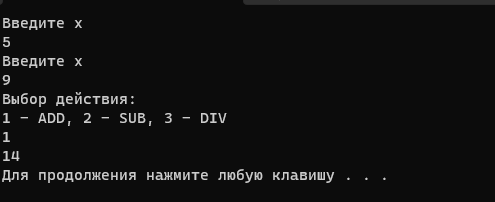 Введите x
5
Введите x
9
Выбор действия:
1 - ADD, 2 - SUB, 3 - DIV
1
14
Для продолжения нажмите любую клавишу . . .